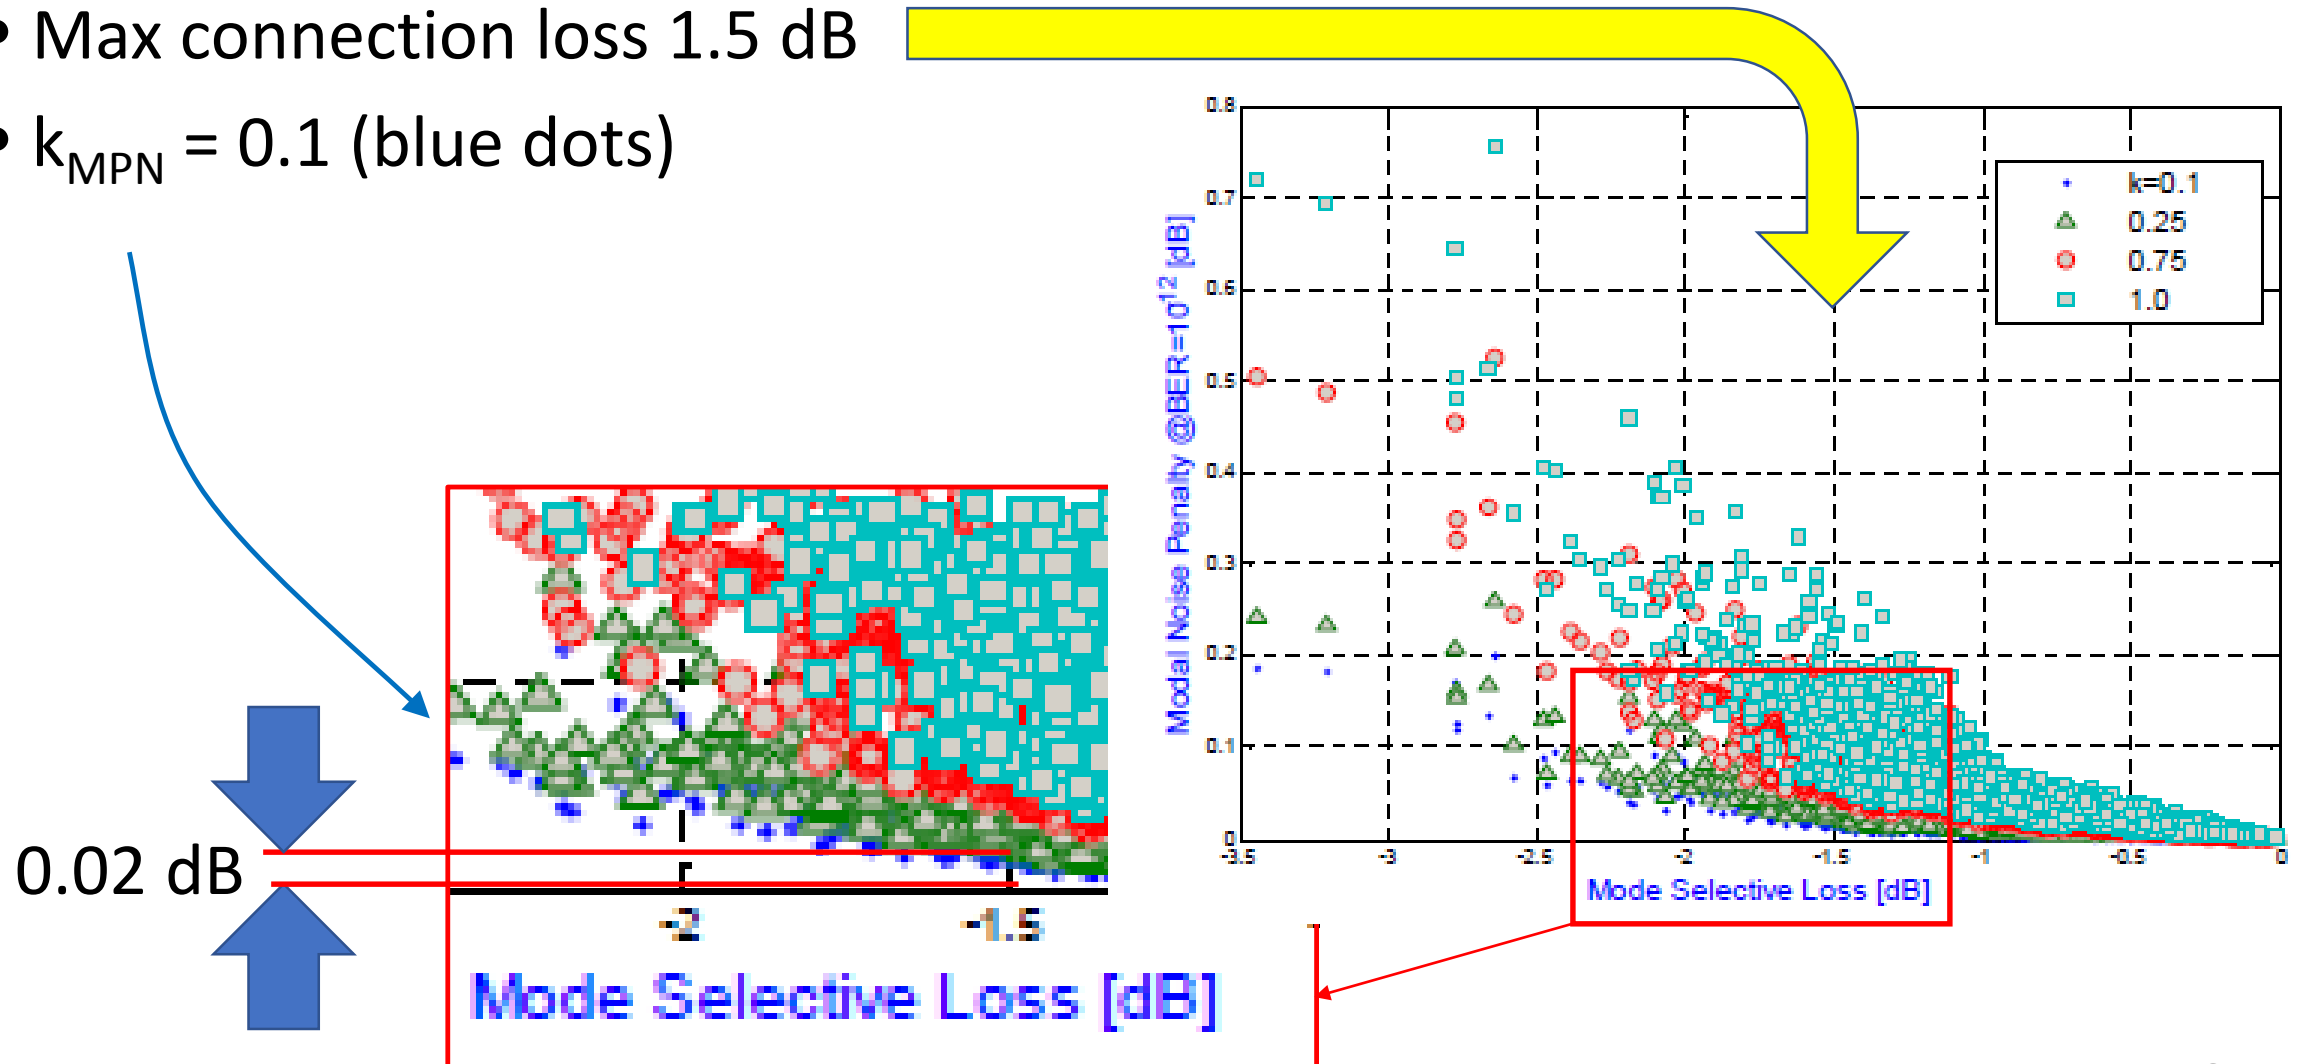 • Max connection loss 1.5 dB
• kMPN = 0.1 (blue dots)
0.8
0.7
0.6
0.5
0.4
0.3
0.2
0.1
0
Modal Noise Penalty @BER=10^12 [dB]
k=0.1
0.25
0.75
1.0
-3.5 -3 -2.5 -2 -1.5 -1 -0.5 0
Mode Selective Loss [dB]
0.02 dB
-2 -1.5
Mode Selective Loss [dB]